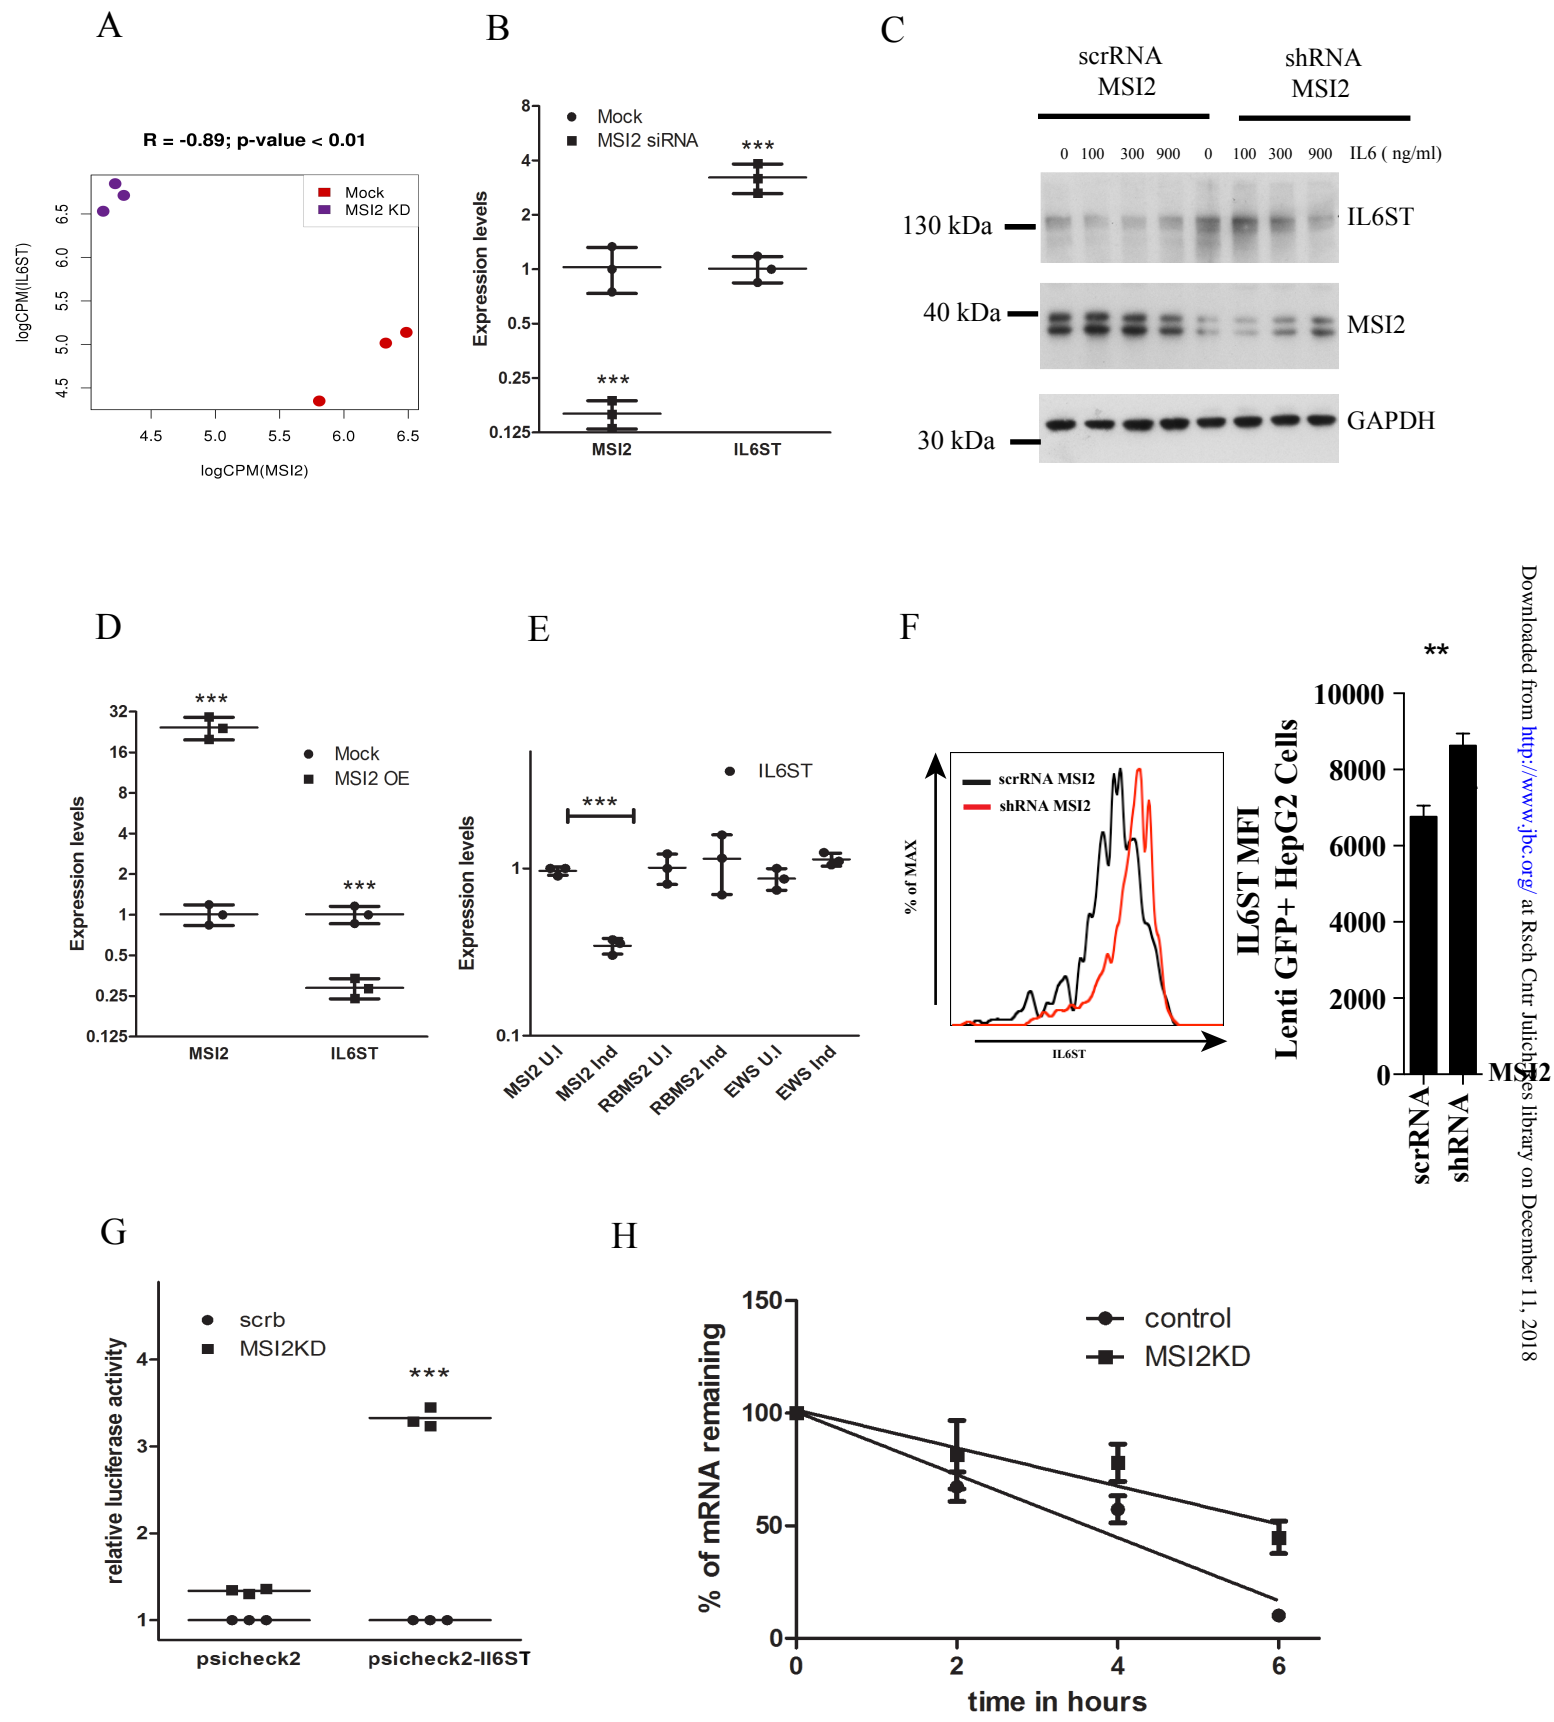 A
R = -0.89; p-value < 0.01
Mock
MSI2 KD
logCPM(IL6ST)
6.5
6.0
5.5
5.0
4.5
4.5 5.0 5.5 6.0 6.5
logCPM(MSI2)
B
Mock
MSI2 siRNA
Expression levels
8
4
2
1
0.5
0.25
0.125
***
***
MSI2 IL6ST
C
scrRNA MSI2
shRNA MSI2
0 100 300 900 0 100 300 900 IL6 ( ng/ml)
130 kDa
IL6ST
40 kDa
MSI2
30 kDa
GAPDH
D
Mock
MSI2 OE
Expression levels
32
16
8
4
2
1
0.5
0.25
0.125
***
***
MSI2 IL6ST
E
IL6ST
***
Expression levels
1
0.1
MSI2 U.I
MSI2 Ind
RBMS2 U.I
RBMS2 Ind
EWS U.I
EWS Ind
F
scrRNA MSI2
shRNA MSI2
% of MAX
IL6ST
IL6ST MFI
Lenti GFP+ HepG2 Cells
**
10000
8000
6000
4000
2000
0
scrRNA
shRNA
MSI2
Downloaded from http://www.jbc.org/ at Rsch Cntr Julich/les library on December 11, 2018
G
scrb
MSI2KD
relative luciferase activity
4
3
2
1
***
psicheck2 psicheck2-Il6ST
H
control
MSI2KD
% of mRNA remaining
150
100
50
0
0 2 4 6
time in hours